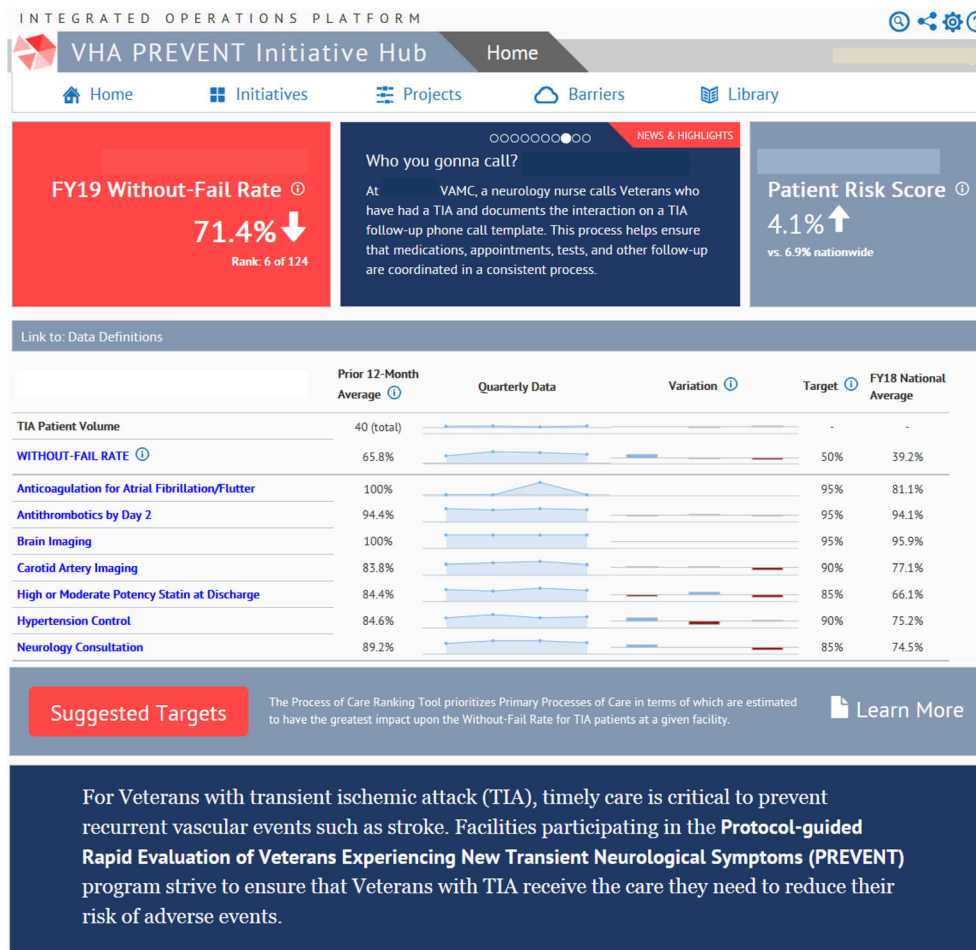 INTEGRATED OPERATIONS PLATFORM
VHA PREVENT Initiative Hub
Home
Home
Initiatives
Projects
Barriers
Library
FY19 Without-Fail Rate
71.4%
Rank: 6 of 124
NEWS & HIGHLIGHTS
Who you gonna call?
At VAMC, a neurology nurse calls Veterans who
have had a TIA and documents the interaction on a TIA
follow-up phone call template. This process helps ensure
that medications, appointments, tests, and other follow-up
are coordinated in a consistent process.
Patient Risk Score
4.1%
vs. 6.9% nationwide
Link to: Data Definitions
Prior 12-Month
Average
Quarterly Data
Variation
Target
FY18 National
Average
TIA Patient Volume 40 (total) - -
WITHOUT-FAIL RATE 65.8% 50% 39.2%
Anticoagulation for Atrial Fibrillation/Flutter 100% 95% 81.1%
Antithrombotics by Day 2 94.4% 95% 94.1%
Brain Imaging 100% 95% 95.9%
Carotid Artery Imaging 83.8% 90% 77.1%
High or Moderate Potency Statin at Discharge 84.4% 85% 66.1%
Hypertension Control 84.6% 90% 75.2%
Neurology Consultation 89.2% 85% 74.5%
Suggested Targets
The Process of Care Ranking Tool prioritizes Primary Processes of Care in terms of which are estimated
to have the greatest impact upon the Without-Fail Rate for TIA patients at a given facility.
Learn More
For Veterans with transient ischemic attack (TIA), timely care is critical to prevent
recurrent vascular events such as stroke. Facilities participating in the Protocol-guided
Rapid Evaluation of Veterans Experiencing New Transient Neurological Symptoms (PREVENT)
program strive to ensure that Veterans with TIA receive the care they need to reduce their
risk of adverse events.